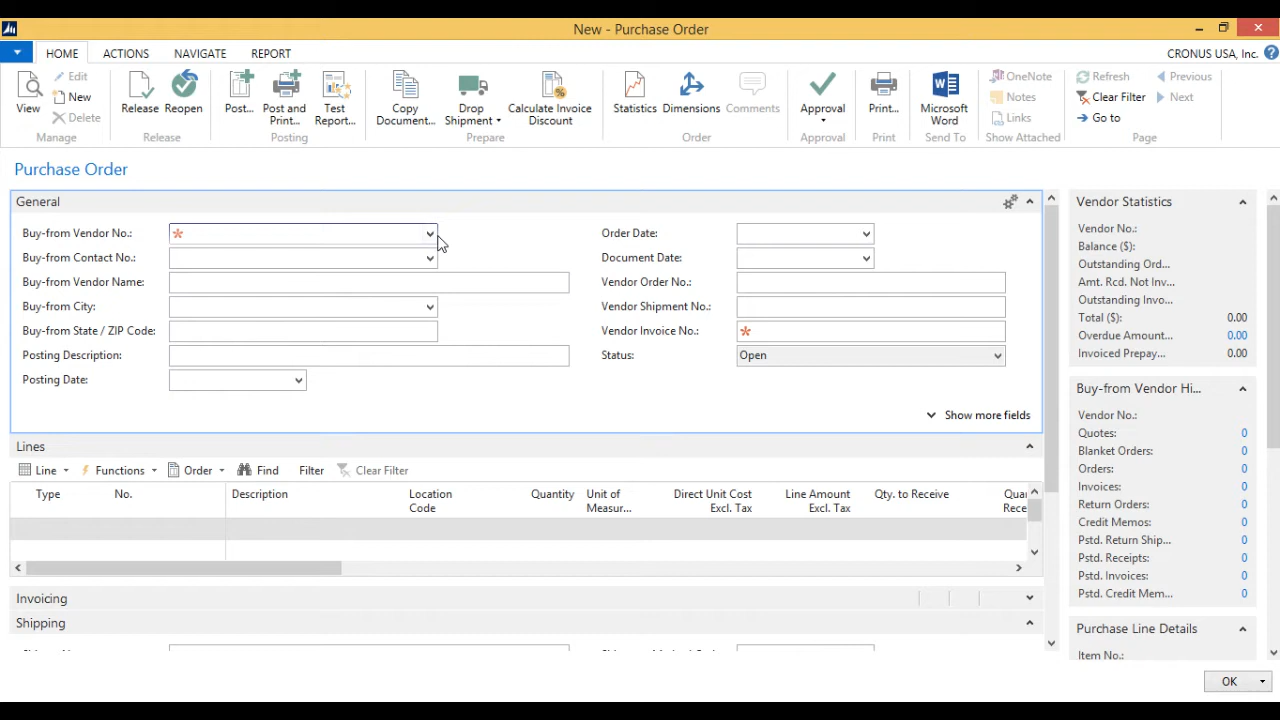 New - Purchase Order
HOME ACTIONS NAVIGATE REPORT CRONUS USA, Inc. ?
View Edit New Delete Manage
Release Reopen Release
Post... Post and Print... Test Report... Posting
Copy Document... Drop Shipment Calculate Invoice Discount Prepare
Statistics Dimensions Comments Order
Approval Approval
Print... Print
Microsoft Word Send To
OneNote Notes Links Show Attached
Refresh Clear Filter Go to Previous Next Page
Purchase Order
General
Buy-from Vendor No.: *
Buy-from Contact No.:
Buy-from Vendor Name:
Buy-from City:
Buy-from State / ZIP Code:
Posting Description:
Posting Date:
Order Date:
Document Date:
Vendor Order No.:
Vendor Shipment No.:
Vendor Invoice No.: *
Status: Open
Show more fields
Lines
Line Functions Order Find Filter Clear Filter
Type No. Description Location Code Quantity Unit of Measur... Direct Unit Cost Excl. Tax Line Amount Excl. Tax Qty. to Receive Quan Rece
Invoicing
Shipping
Vendor Statistics
Vendor No.:
Balance ($):
Outstanding Ord...
Amt. Rcd. Not Inv...
Outstanding Invo...
Total ($): 0.00
Overdue Amount... 0.00
Invoiced Prepay... 0.00
Buy-from Vendor Hi...
Vendor No.:
Quotes: 0
Blanket Orders: 0
Orders: 0
Invoices: 0
Return Orders: 0
Credit Memos: 0
Pstd. Return Ship... 0
Pstd. Receipts: 0
Pstd. Invoices: 0
Pstd. Credit Mem... 0
Purchase Line Details
Item No.:
OK